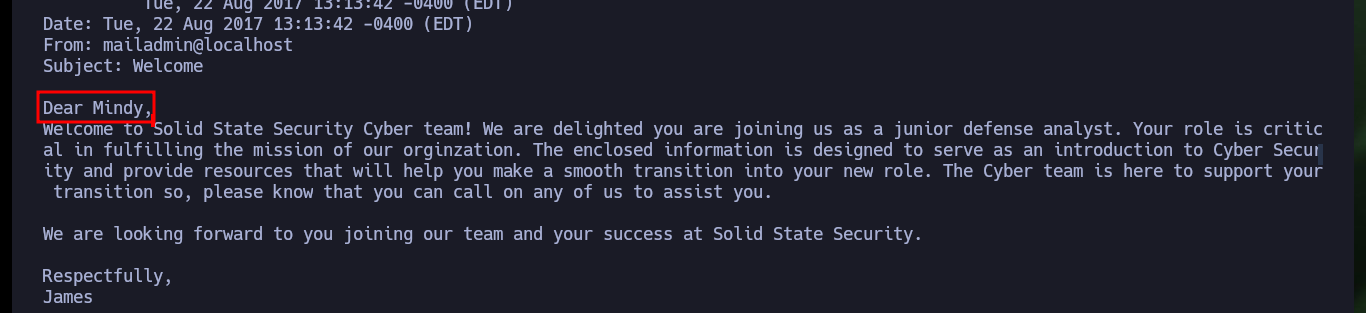 Tue, 22 Aug 2017 13:13:42 -0400 (EDT)
Date: Tue, 22 Aug 2017 13:13:42 -0400 (EDT)
From: mailadmin@localhost
Subject: Welcome
Dear Mindy,
Welcome to Solid State Security Cyber team! We are delighted you are joining us as a junior defense analyst. Your role is critic
al in fulfilling the mission of our orginzation. The enclosed information is designed to serve as an introduction to Cyber Secur
ity and provide resources that will help you make a smooth transition into your new role. The Cyber team is here to support your
transition so, please know that you can call on any of us to assist you.
We are looking forward to you joining our team and your success at Solid State Security.
Respectfully,
James